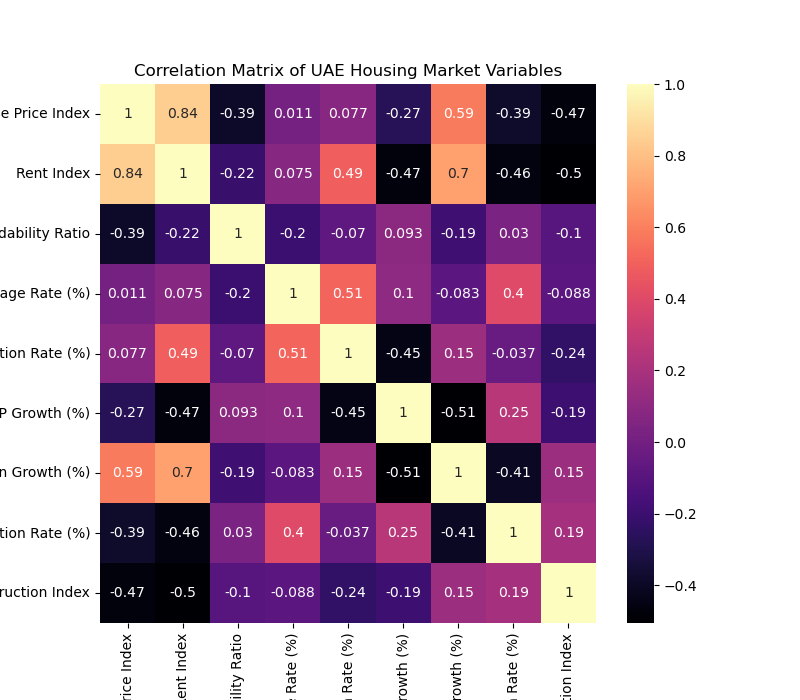 Correlation Matrix of UAE Housing Market Variables
e Price Index 1 0.84 -0.39 0.011 0.077 -0.27 0.59 -0.39 -0.47
Rent Index 0.84 1 -0.22 0.075 0.49 -0.47 0.7 -0.46 -0.5
dability Ratio -0.39 -0.22 1 -0.2 -0.07 0.093 -0.19 0.03 -0.1
age Rate (%) 0.011 0.075 -0.2 1 0.51 0.1 -0.083 0.4 -0.088
tion Rate (%) 0.077 0.49 -0.07 0.51 1 -0.45 0.15 -0.037 -0.24
P Growth (%) -0.27 -0.47 0.093 0.1 -0.45 1 -0.51 0.25 -0.19
n Growth (%) 0.59 0.7 -0.19 -0.083 0.15 -0.51 1 -0.41 0.15
tion Rate (%) -0.39 -0.46 0.03 0.4 -0.037 0.25 -0.41 1 0.19
ruction Index -0.47 -0.5 -0.1 -0.088 -0.24 -0.19 0.15 0.19 1
rice Index
ent Index
ility Ratio
Rate (%)
Rate (%)
rowth (%)
rowth (%)
Rate (%)
tion Index
1.0
0.8
0.6
0.4
0.2
0.0
−0.2
−0.4